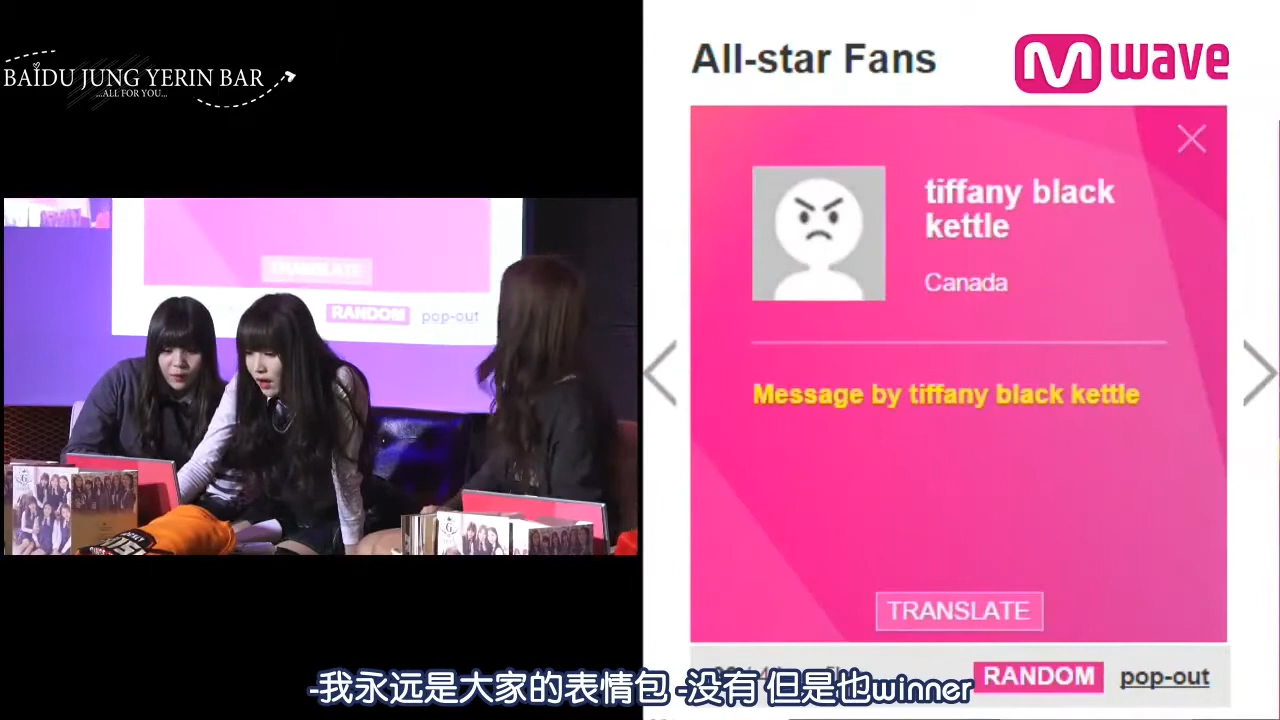 BAIDU JUNG YERIN BAR
...ALL FOR YOU...
TRANSLATE
RANDOM
pop-out
All-star Fans
M wave
tiffany black
kettle
Canada
Message by tiffany black kettle
TRANSLATE
RANDOM
pop-out
-我永远是大家的表情包 -没有 但是也winner